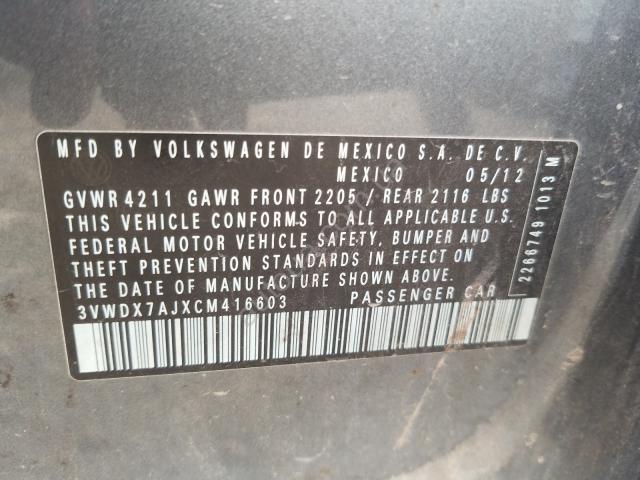 MFD BY VOLKSWAGEN DE MEXICO S.A. DE C.V.
MEXICO 05/12
GVWR 4211 GAWR FRONT 2205 / REAR 2116 LBS
THIS VEHICLE CONFORMS TO ALL APPLICABLE U.S.
FEDERAL MOTOR VEHICLE SAFETY, BUMPER AND
THEFT PREVENTION STANDARDS IN EFFECT ON
THE DATE OF MANUFACTURE SHOWN ABOVE.
3VWDX7AJXCM416603 PASSENGER CAR
2266749 1013 M